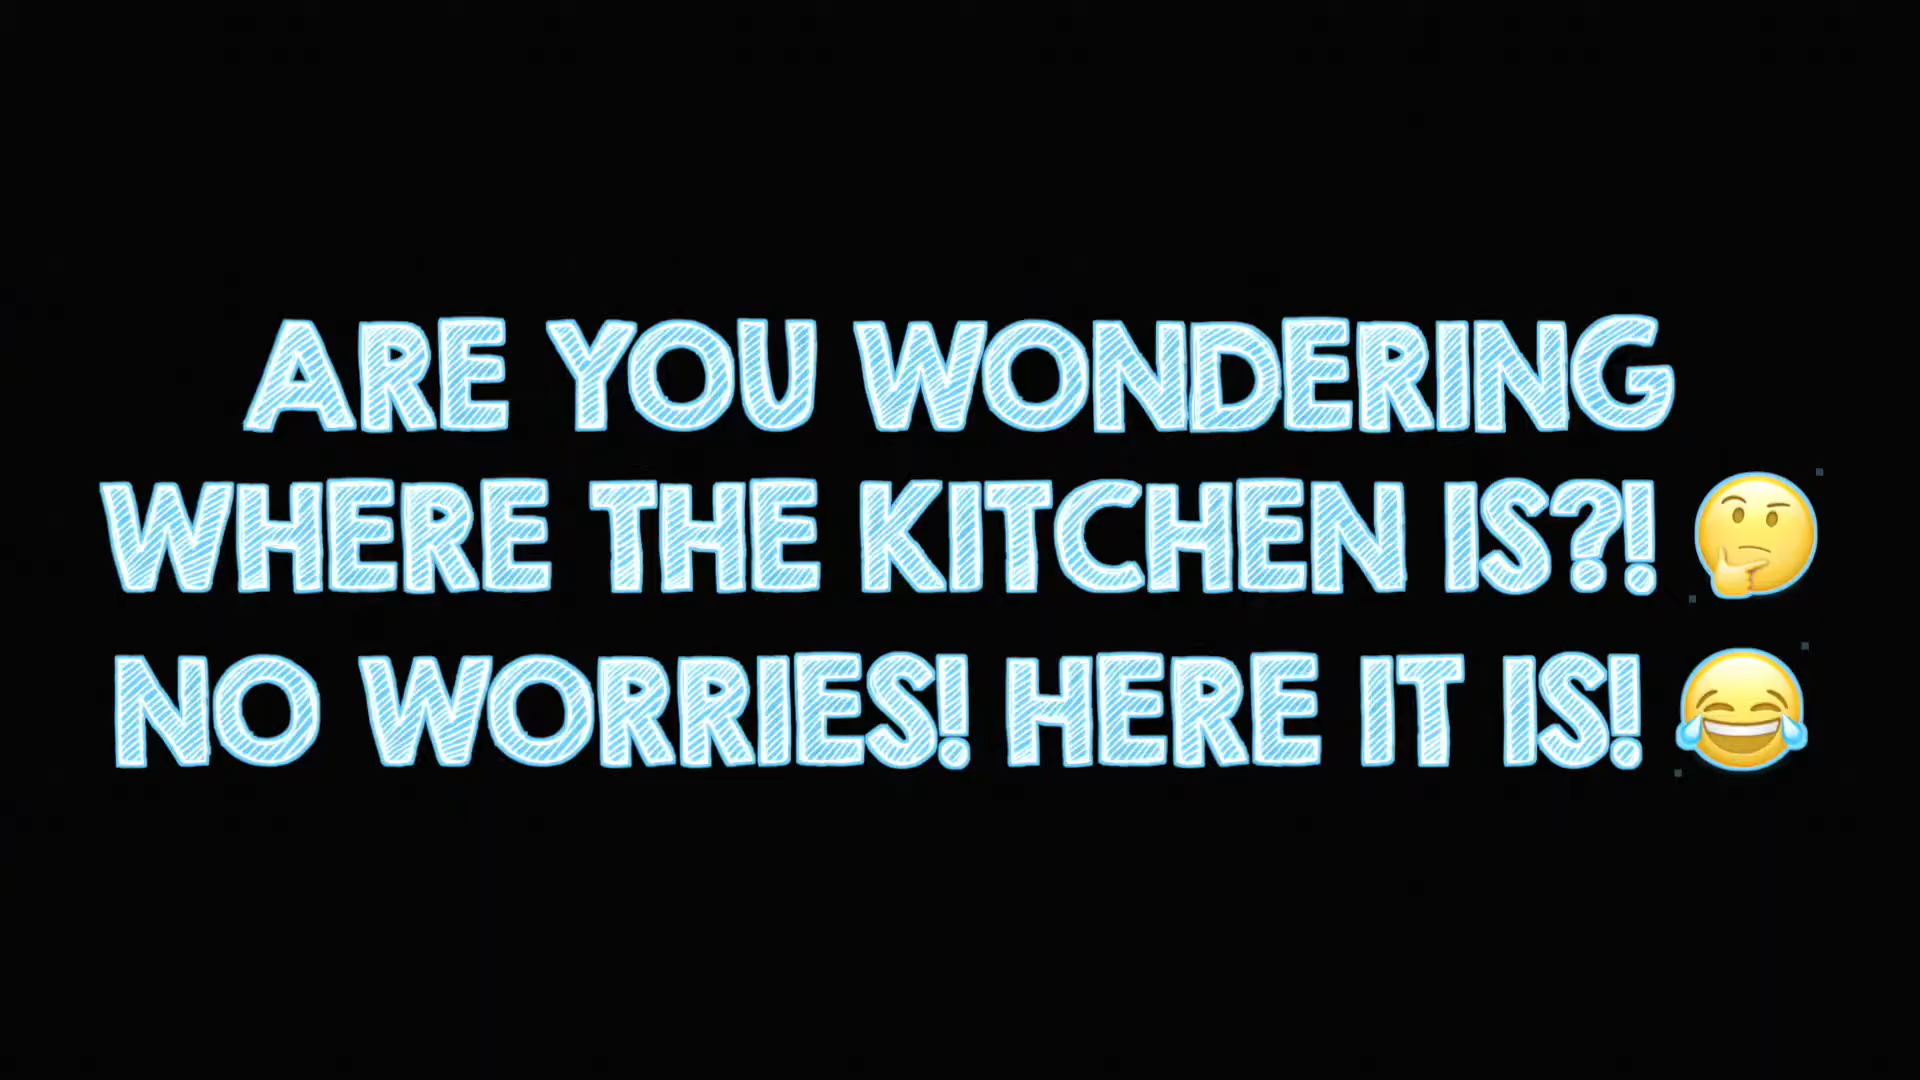 ARE YOU WONDERING
WHERE THE KITCHEN IS?! 🤔
NO WORRIES! HERE IT IS! 😂